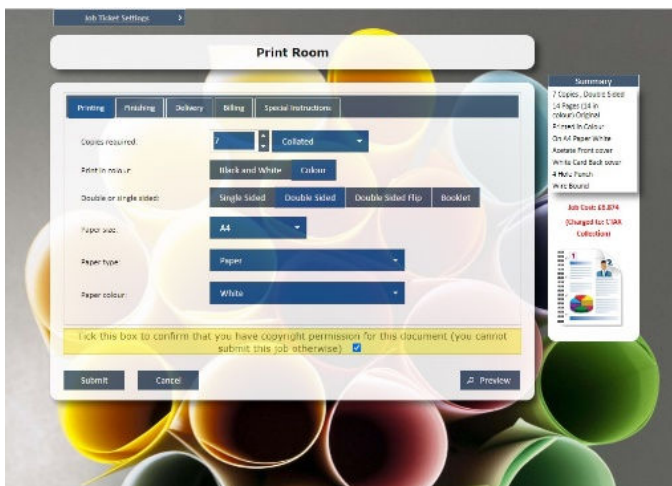 Job Ticket Settings >
Print Room
Printing Finishing Delivery Billing Special Instructions
Copies required: 7 Collated
Print in colour: Black and White Colour
Double or single sided: Single Sided Double Sided Double Sided Flip Booklet
Paper size: A4
Paper type: Paper
Paper colour: White
Tick this box to confirm that you have copyright permission for this document (you cannot
submit this job otherwise)
Submit Cancel Preview
Summary
7 Copies, Double Sided
14 Pages (14 in
colour) Original
Printed In Colour
On A4 Paper White
Acetate Front cover
White Card Back cover
4 Hole Punch
Wire Bound
Job Cost:
(Charged to: CTAX
Collection)
1
2